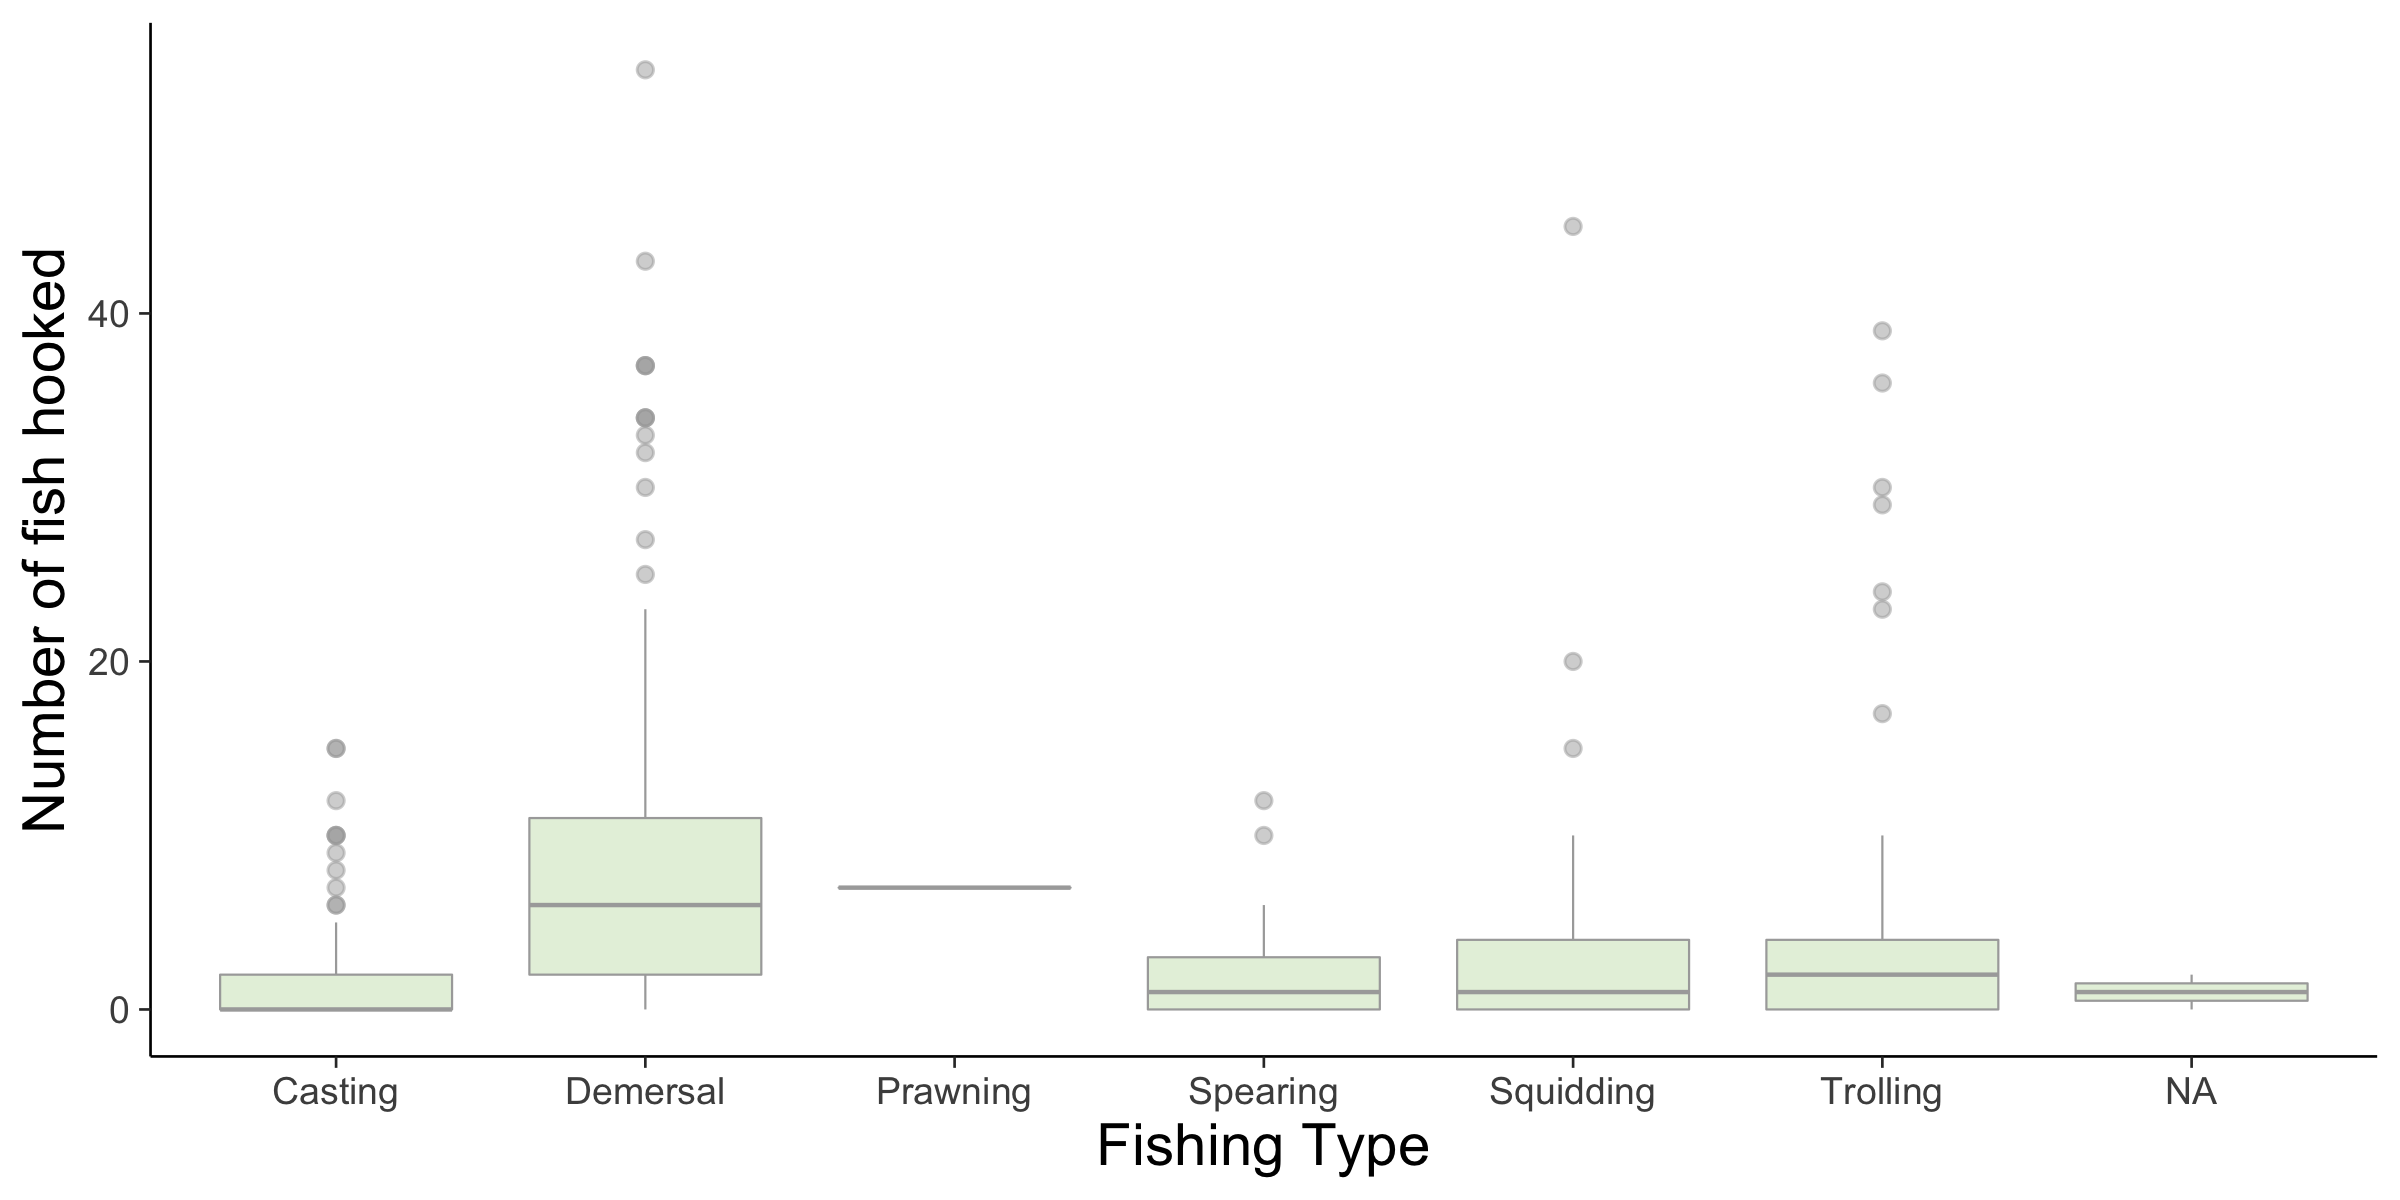 Number of fish hooked
40
20
0
Casting Demersal Prawning Spearing Squidding Trolling NA
Fishing Type